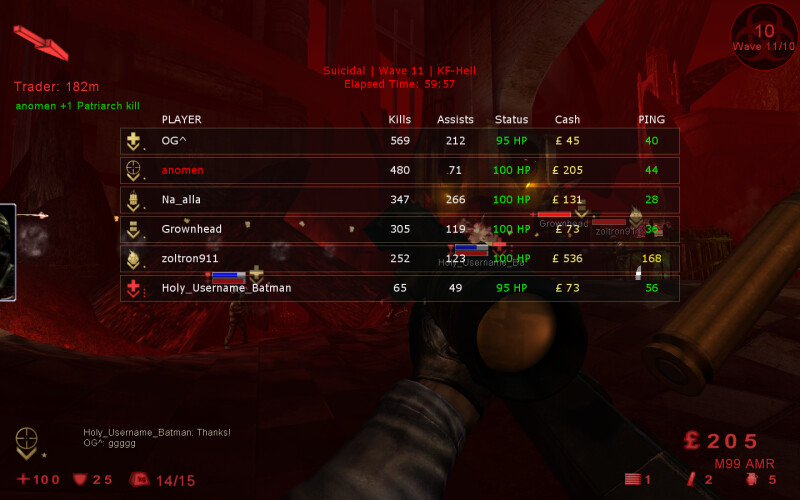 10
Wave 11/10
Suicidal | Wave 11 | KF-Hell
Elapsed Time: 59:57
Trader: 182m
anomen +1 Patriarch kill
PLAYER Kills Assists Status Cash PING
OG^ 569 212 95 HP £ 45 40
anomen 480 71 100 HP £ 205 44
Na_alla 347 266 100 HP £ 131 28
Grownhead 305 119 100 HP £ 73 36
zoltron911 252 123 100 HP £ 536 168
Holy_Username_Batman 65 49 95 HP £ 73 56
Grownhead
zoltron911
Holy_Username_Ba
Holy_Username_Batman: Thanks!
OG^: ggggg
£ 205
M99 AMR
100 25 14/15 1 2 5